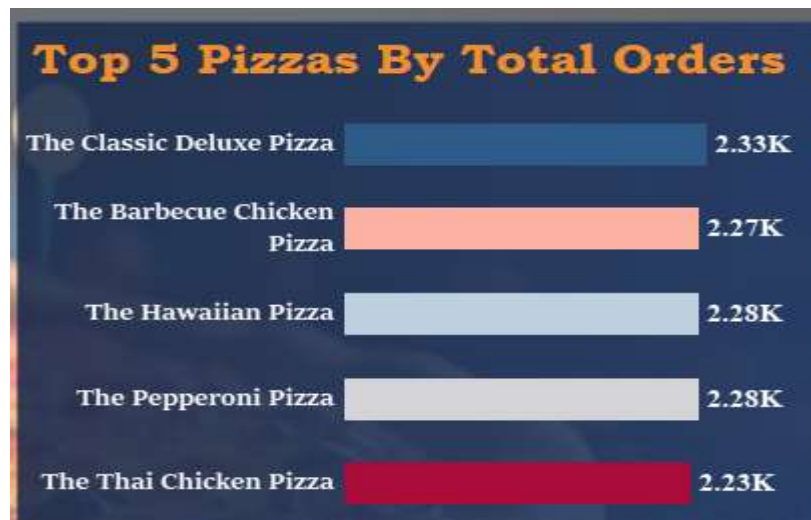 Top 5 Pizzas By Total Orders
The Classic Deluxe Pizza 2.33K
The Barbecue Chicken
Pizza 2.27K
The Hawaiian Pizza 2.28K
The Pepperoni Pizza 2.28K
The Thai Chicken Pizza 2.23K